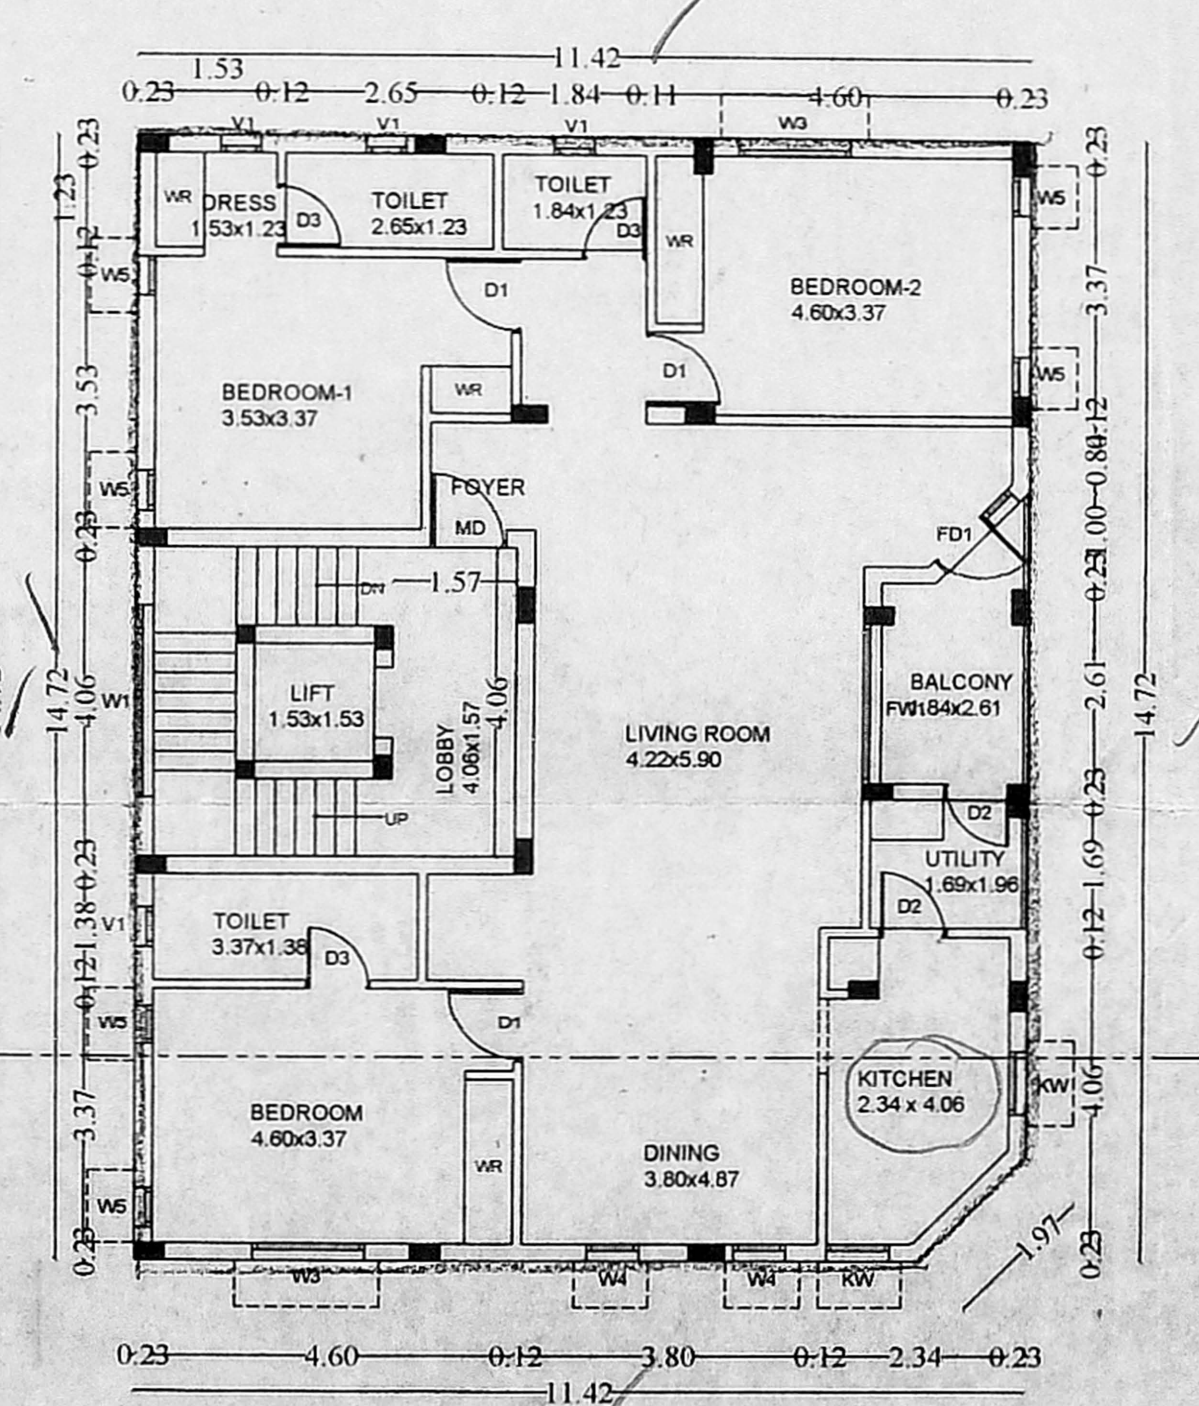 11.42
1.53
0.23 0.12 2.65 0.12 1.84 0.11 4.60 0.23
V1 V1 V1 W3
0.23
1.23
0.12
3.53
0.23
14.72
4.06
0.23
1.38
0.12
3.37
0.23
W5
W5
W1
V1
W5
W5
WR
DRESS
1.53x1.23
D3
TOILET
2.65x1.23
TOILET
1.84x1.23
D3
WR
D1
BEDROOM-2
4.60x3.37
D1
BEDROOM-1
3.53x3.37
WR
FOYER
MD
DN
1.57
LIFT
1.53x1.53
LOBBY
4.06x1.57
4.06
UP
LIVING ROOM
4.22x5.90
FD1
BALCONY
1.84x2.61
D2
UTILITY
1.69x1.96
D2
TOILET
3.37x1.38
D3
D1
BEDROOM
4.60x3.37
WR
DINING
3.80x4.87
KITCHEN
2.34 x 4.06
KW
W5
W5
0.23
3.37
0.12
0.84
1.00
0.23
2.61
0.23
1.69
0.12
4.06
0.23
14.72
1.97
W3 W4 W4 KW
0.23 4.60 0.12 3.80 0.12 2.34 0.23
11.42